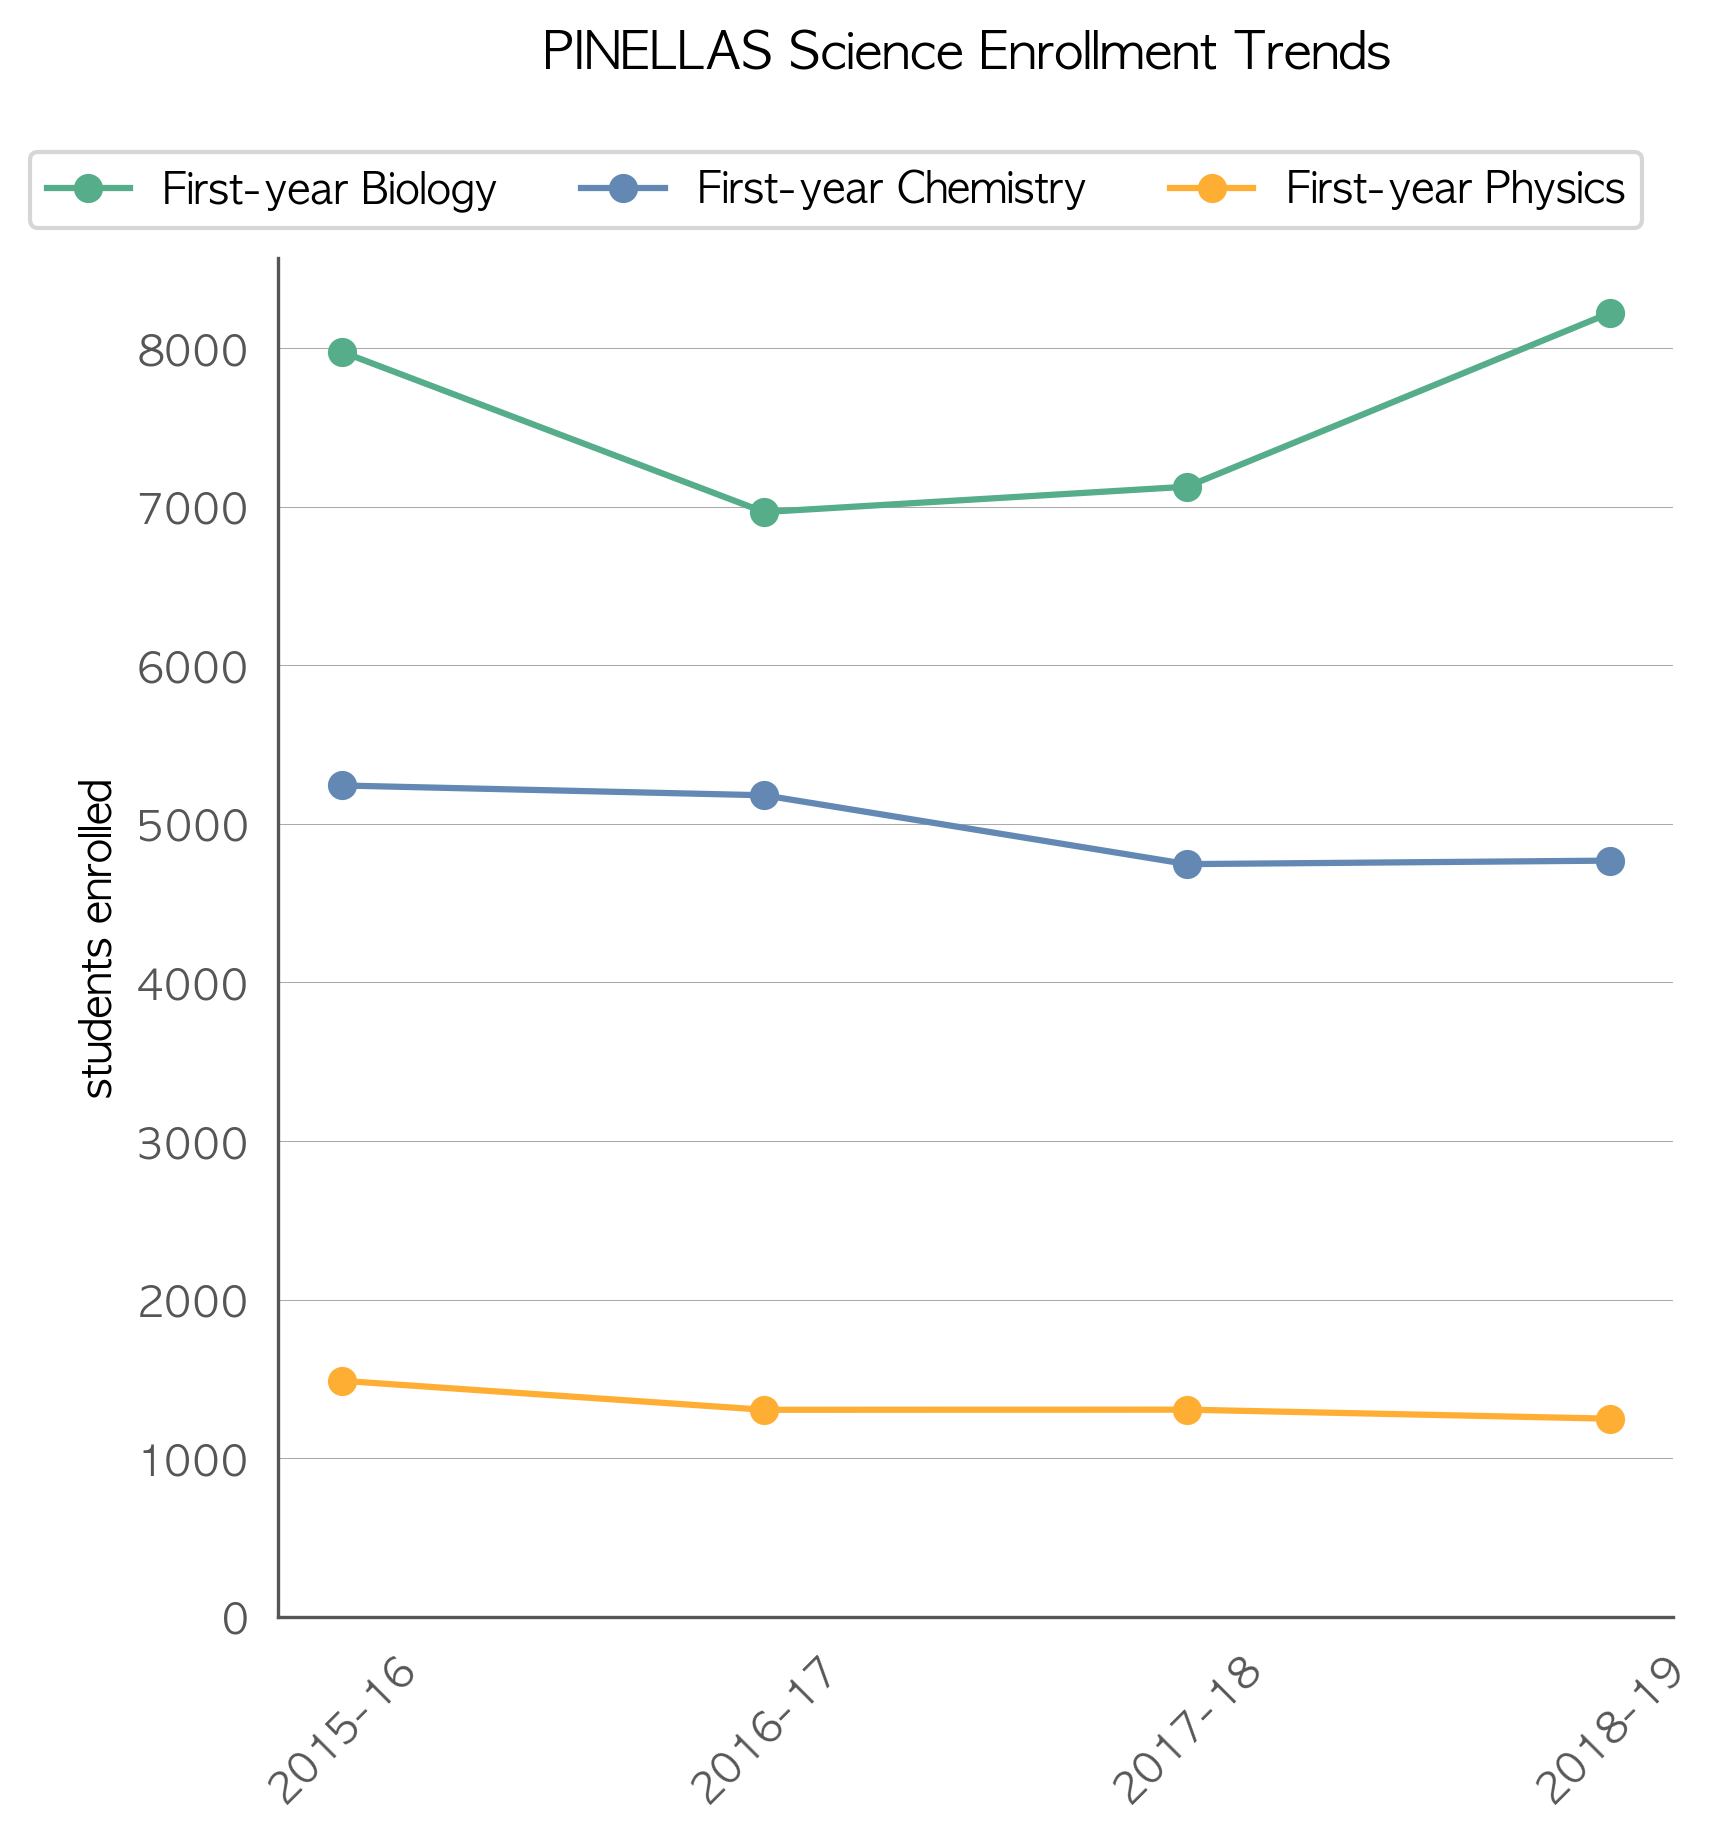 PINELLAS Science Enrollment Trends
First-year Biology First-year Chemistry First-year Physics
8000
7000
6000
5000
4000
3000
2000
1000
0
students enrolled
2015-16 2016-17 2017-18 2018-19